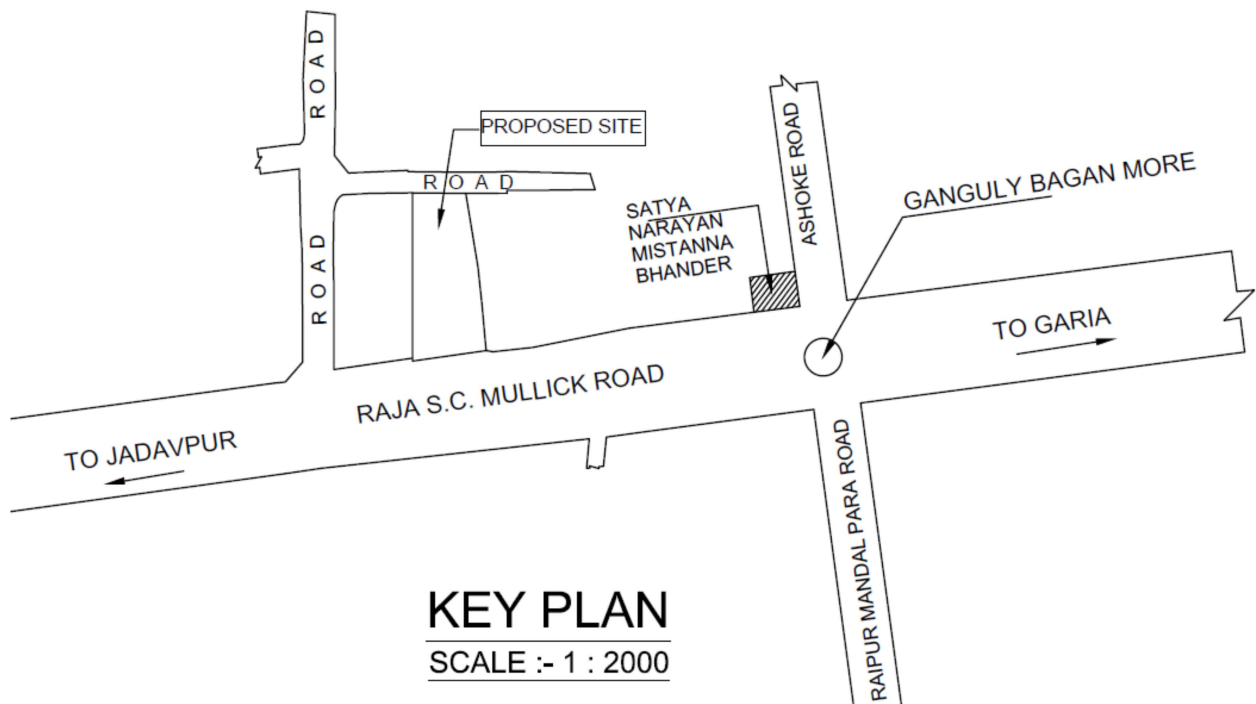 ROAD
PROPOSED SITE
ROAD
ROAD
SATYA
NARAYAN
MISTANNA
BHANDER
ASHOKE ROAD
GANGULY BAGAN MORE
TO GARIA
RAJA S.C. MULLICK ROAD
TO JADAVPUR
RAIPUR MANDAL PARA ROAD
KEY PLAN
SCALE :- 1 : 2000